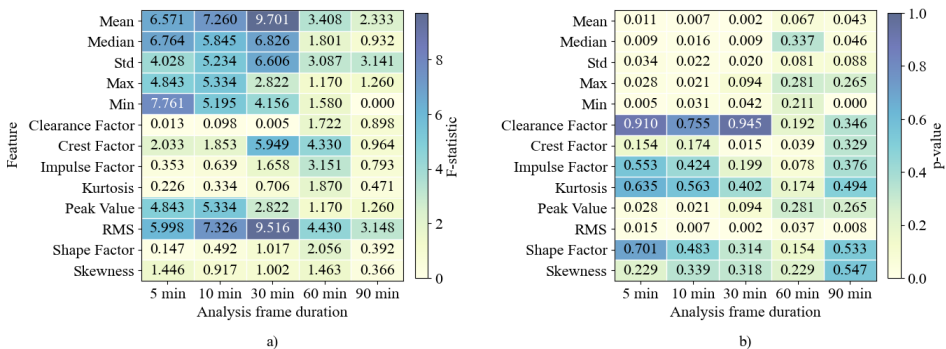 Mean 6.571 7.260 9.701 3.408 2.333
Median 6.764 5.845 6.826 1.801 0.932
Std 4.028 5.234 6.606 3.087 3.141
Max 4.843 5.334 2.822 1.170 1.260
Min 7.761 5.195 4.156 1.580 0.000
Clearance Factor 0.013 0.098 0.005 1.722 0.898
Crest Factor 2.033 1.853 5.949 4.330 0.964
Impulse Factor 0.353 0.639 1.658 3.151 0.793
Kurtosis 0.226 0.334 0.706 1.870 0.471
Peak Value 4.843 5.334 2.822 1.170 1.260
RMS 5.998 7.326 9.516 4.430 3.148
Shape Factor 0.147 0.492 1.017 2.056 0.392
Skewness 1.446 0.917 1.002 1.463 0.366
5 min 10 min 30 min 60 min 90 min
Analysis frame duration
Feature
8
6
4
2
0
F-statistic
a)
Mean 0.011 0.007 0.002 0.067 0.043
Median 0.009 0.016 0.009 0.337 0.046
Std 0.034 0.022 0.020 0.081 0.088
Max 0.028 0.021 0.094 0.281 0.265
Min 0.005 0.031 0.042 0.211 0.000
Clearance Factor 0.910 0.755 0.945 0.192 0.346
Crest Factor 0.154 0.174 0.015 0.039 0.329
Impulse Factor 0.553 0.424 0.199 0.078 0.376
Kurtosis 0.635 0.563 0.402 0.174 0.494
Peak Value 0.028 0.021 0.094 0.281 0.265
RMS 0.015 0.007 0.002 0.037 0.008
Shape Factor 0.701 0.483 0.314 0.154 0.533
Skewness 0.229 0.339 0.318 0.229 0.547
5 min 10 min 30 min 60 min 90 min
Analysis frame duration
1.0
0.8
0.6
0.4
0.2
0.0
p-value
b)